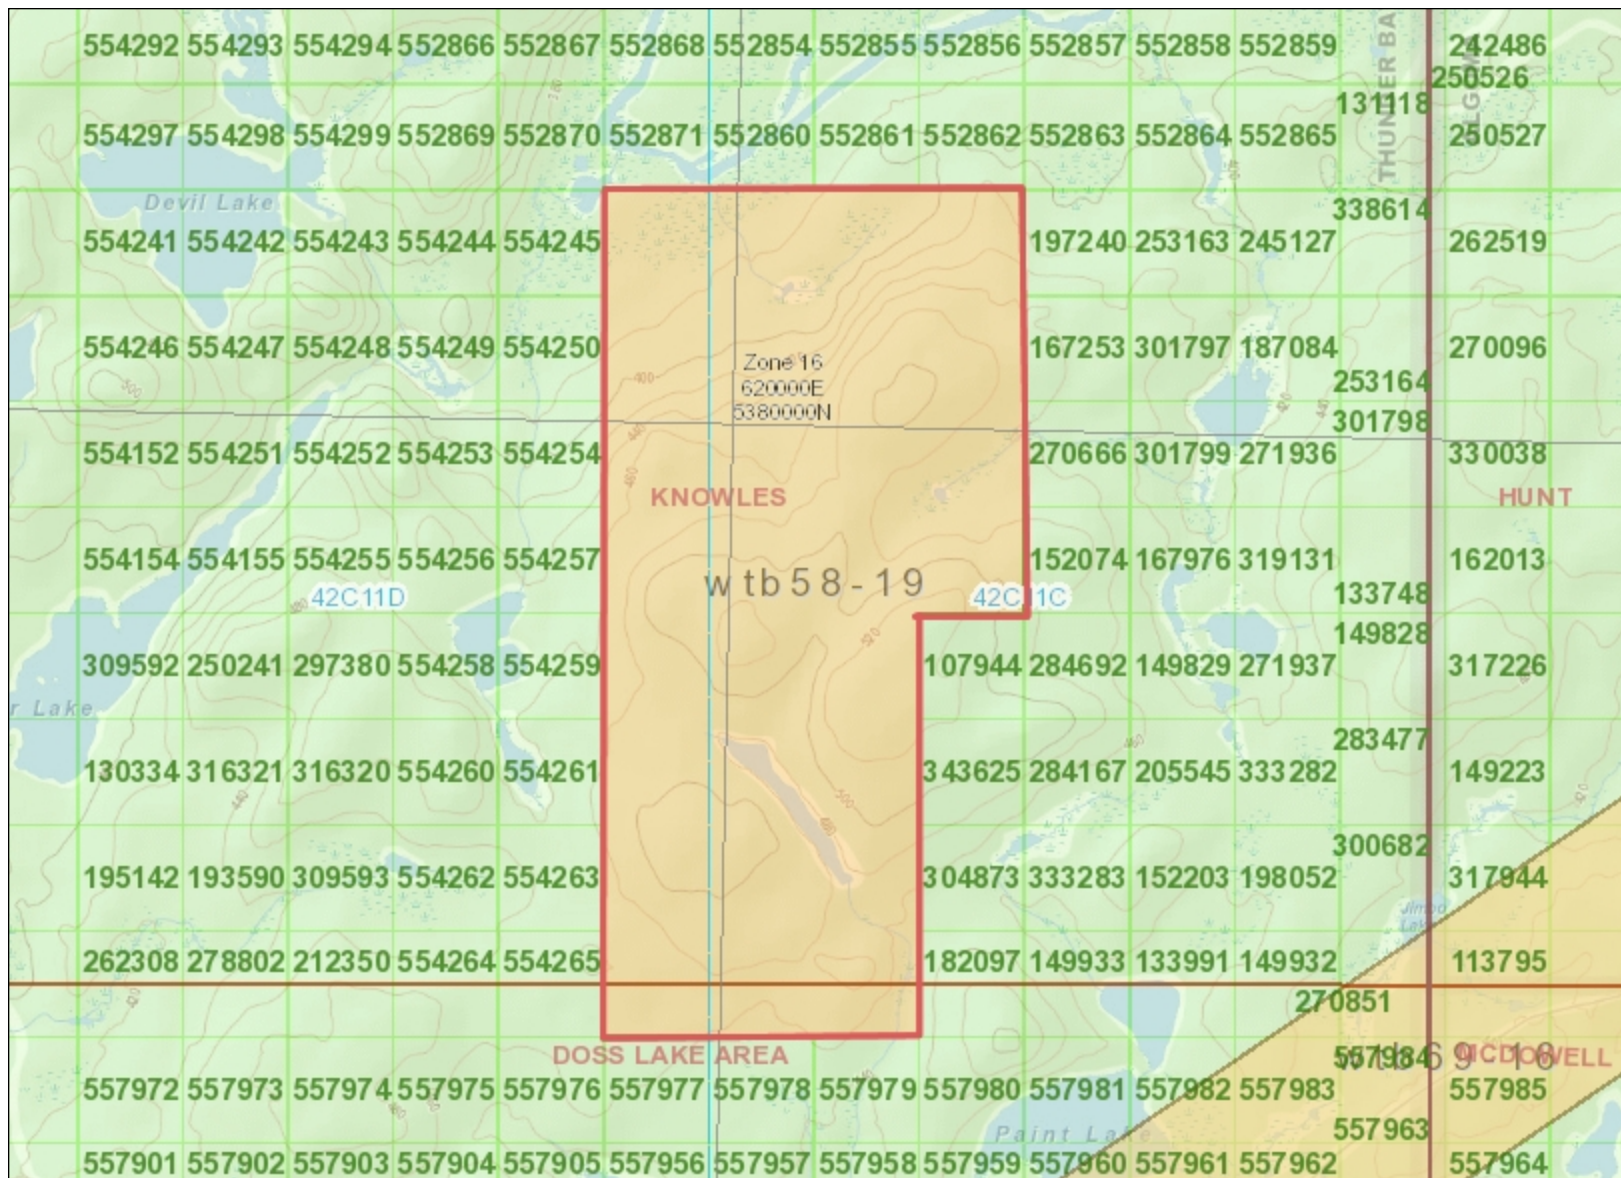 554292 554293 554294 552866 552867 552868 552854 552855 552856 552857 552858 552859 242486
250526
131118
THUNDER BA
554297 554298 554299 552869 552870 552871 552860 552861 552862 552863 552864 552865 250527
Devil Lake
338614
554241 554242 554243 554244 554245 197240 253163 245127 262519
554246 554247 554248 554249 554250 167253 301797 187084 270096
Zone 16
620000E
5380000N
253164
301798
554152 554251 554252 554253 554254 270666 301799 271936 330038
KNOWLES HUNT
554154 554155 554255 554256 554257 152074 167976 319131 162013
wtb58-19
42C11D 42C11C
133748
149828
309592 250241 297380 554258 554259 107944 284692 149829 271937 317226
r Lake
283477
130334 316321 316320 554260 554261 343625 284167 205545 333282 149223
300682
195142 193590 309593 554262 554263 304873 333283 152203 198052 317944
Jimbo
Lake
262308 278802 212350 554264 554265 182097 149933 133991 149932 113795
270851
DOSS LAKE AREA
557984
wtb69-16
MCDOWELL
557972 557973 557974 557975 557976 557977 557978 557979 557980 557981 557982 557983 557985
Paint Lake
557963
557901 557902 557903 557904 557905 557956 557957 557958 557959 557960 557961 557962 557964